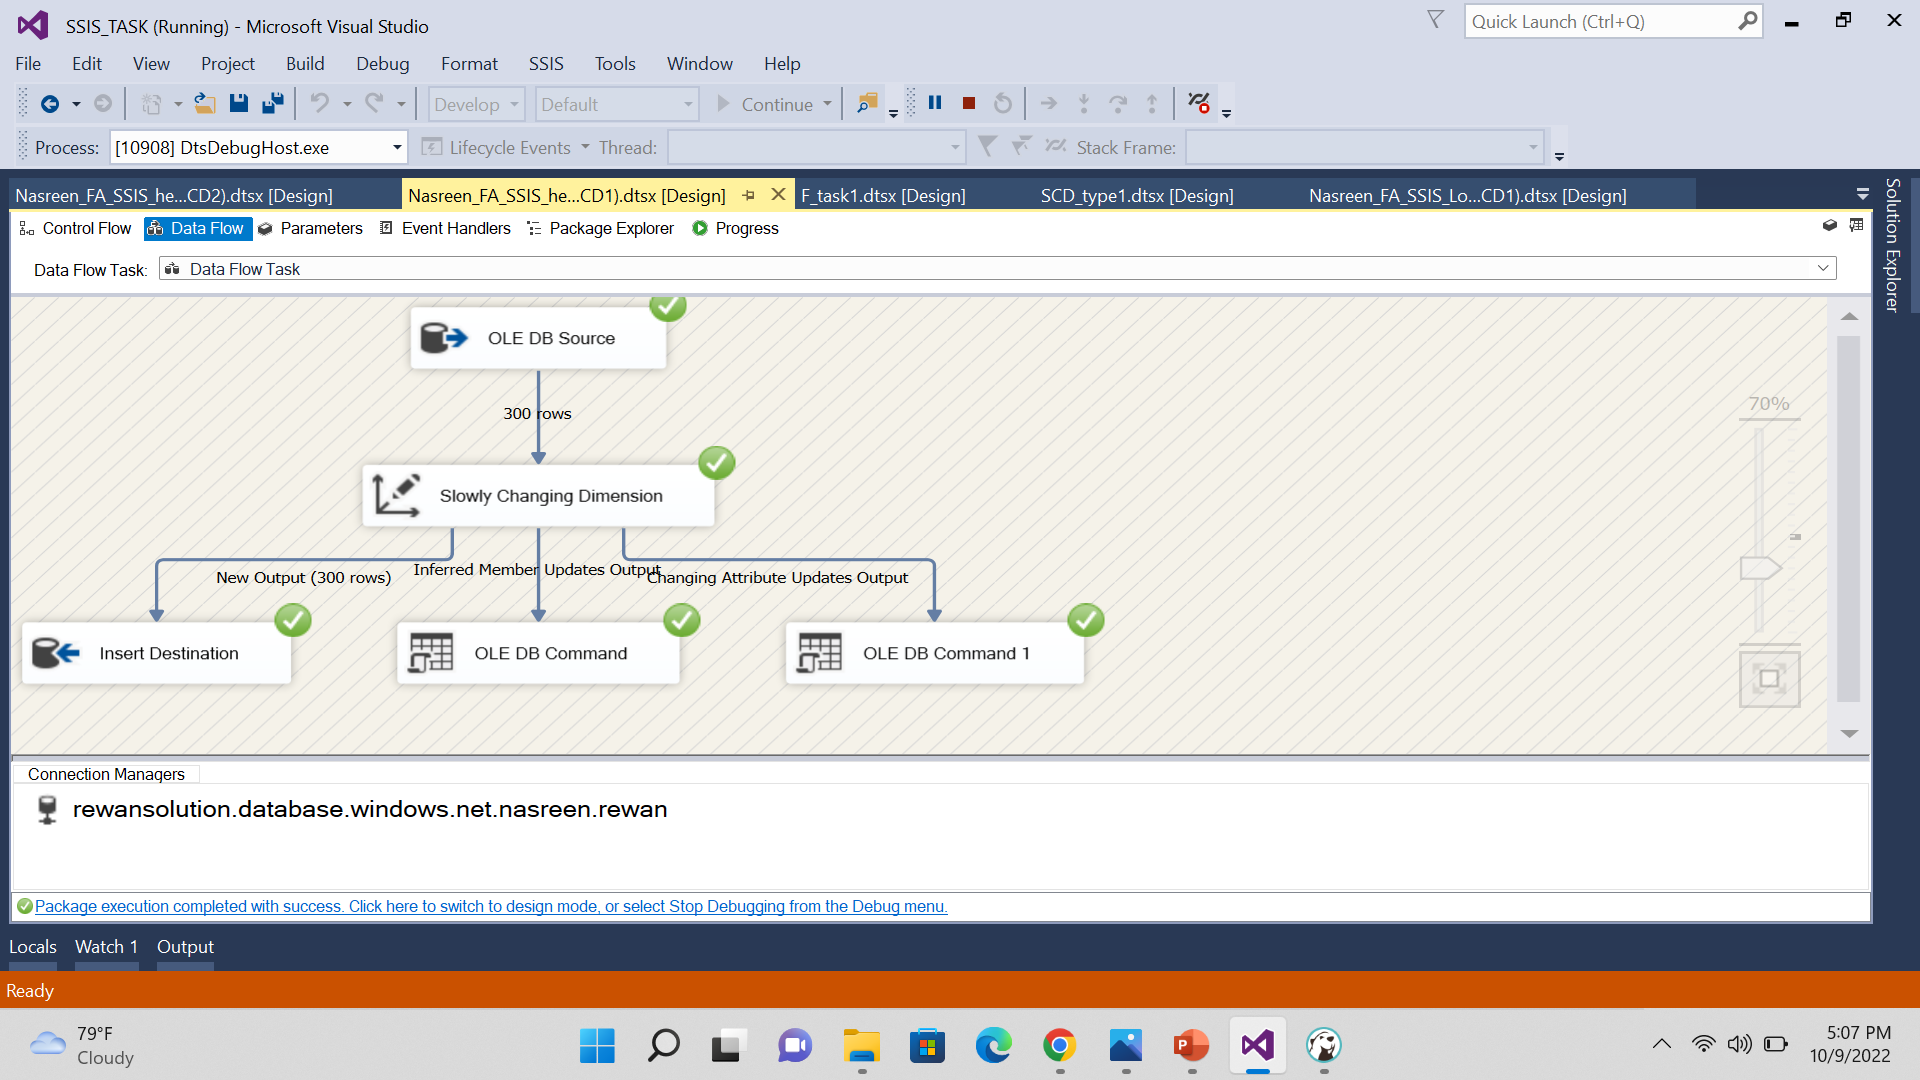 SSIS_TASK (Running) - Microsoft Visual Studio
Quick Launch (Ctrl+Q)
File Edit View Project Build Debug Format SSIS Tools Window Help
Develop Default Continue
Process: [10908] DtsDebugHost.exe Lifecycle Events Thread: Stack Frame:
Nasreen_FA_SSIS_he...CD2).dtsx [Design] Nasreen_FA_SSIS_he...CD1).dtsx [Design] F_task1.dtsx [Design] SCD_type1.dtsx [Design] Nasreen_FA_SSIS_Lo...CD1).dtsx [Design]
Solution Explorer
Control Flow Data Flow Parameters Event Handlers Package Explorer Progress
Data Flow Task: Data Flow Task
OLE DB Source
300 rows
70%
Slowly Changing Dimension
New Output (300 rows) Inferred Member Updates Output Changing Attribute Updates Output
Insert Destination OLE DB Command OLE DB Command 1
Connection Managers
rewansolution.database.windows.net.nasreen.rewan
Package execution completed with success. Click here to switch to design mode, or select Stop Debugging from the Debug menu.
Locals Watch 1 Output
Ready
79°F
Cloudy
5:07 PM
10/9/2022